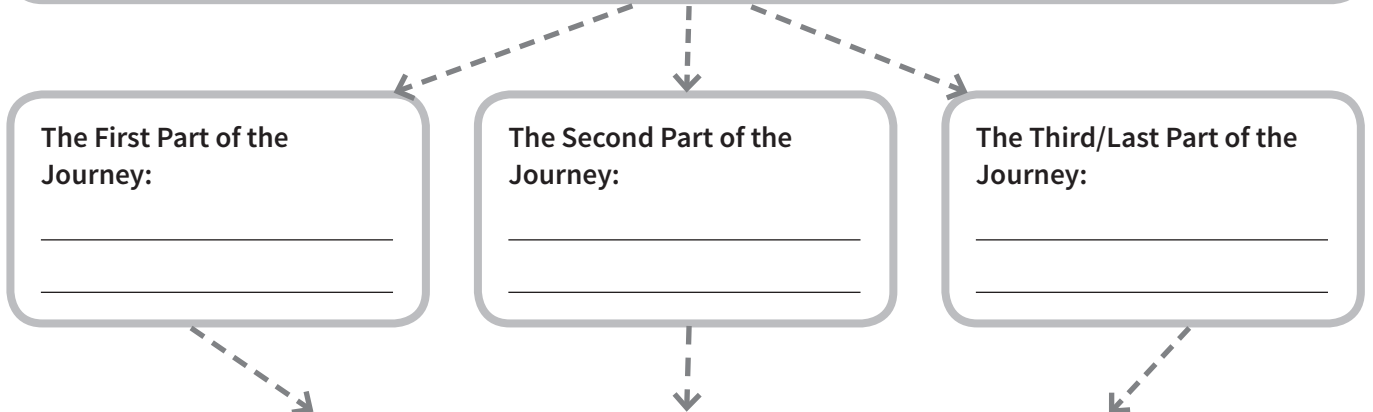 The First Part of the
Journey:
The Second Part of the
Journey:
The Third/Last Part of the
Journey: